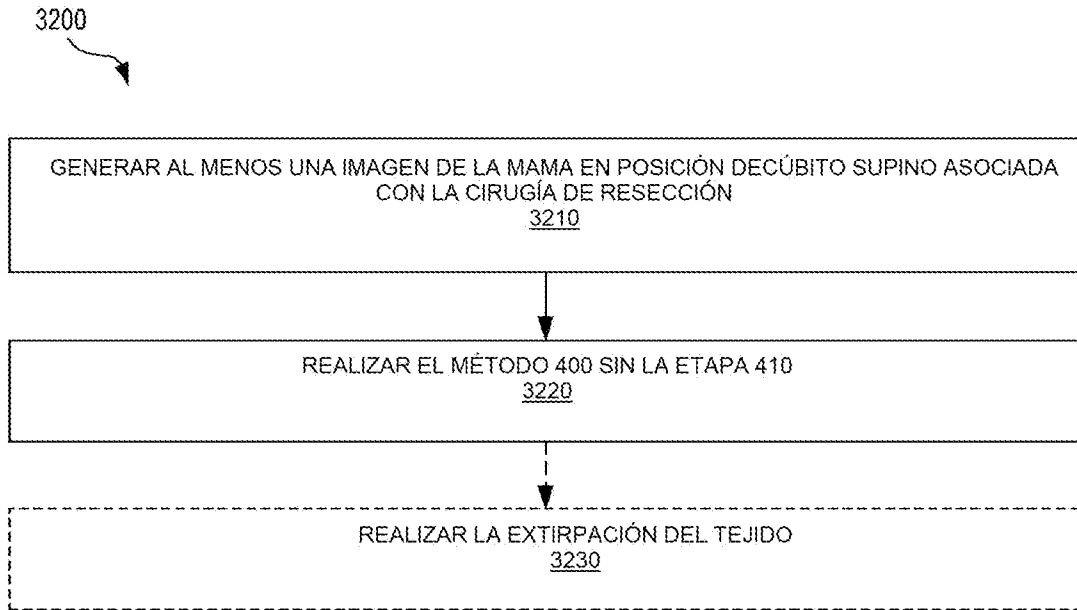 3200
GENERAR AL MENOS UNA IMAGEN DE LA MAMA EN POSICIÓN DECÚBITO SUPINO ASOCIADA
CON LA CIRUGÍA DE RESECCIÓN
3210
REALIZAR EL MÉTODO 400 SIN LA ETAPA 410
3220
REALIZAR LA EXTIRPACIÓN DEL TEJIDO
3230